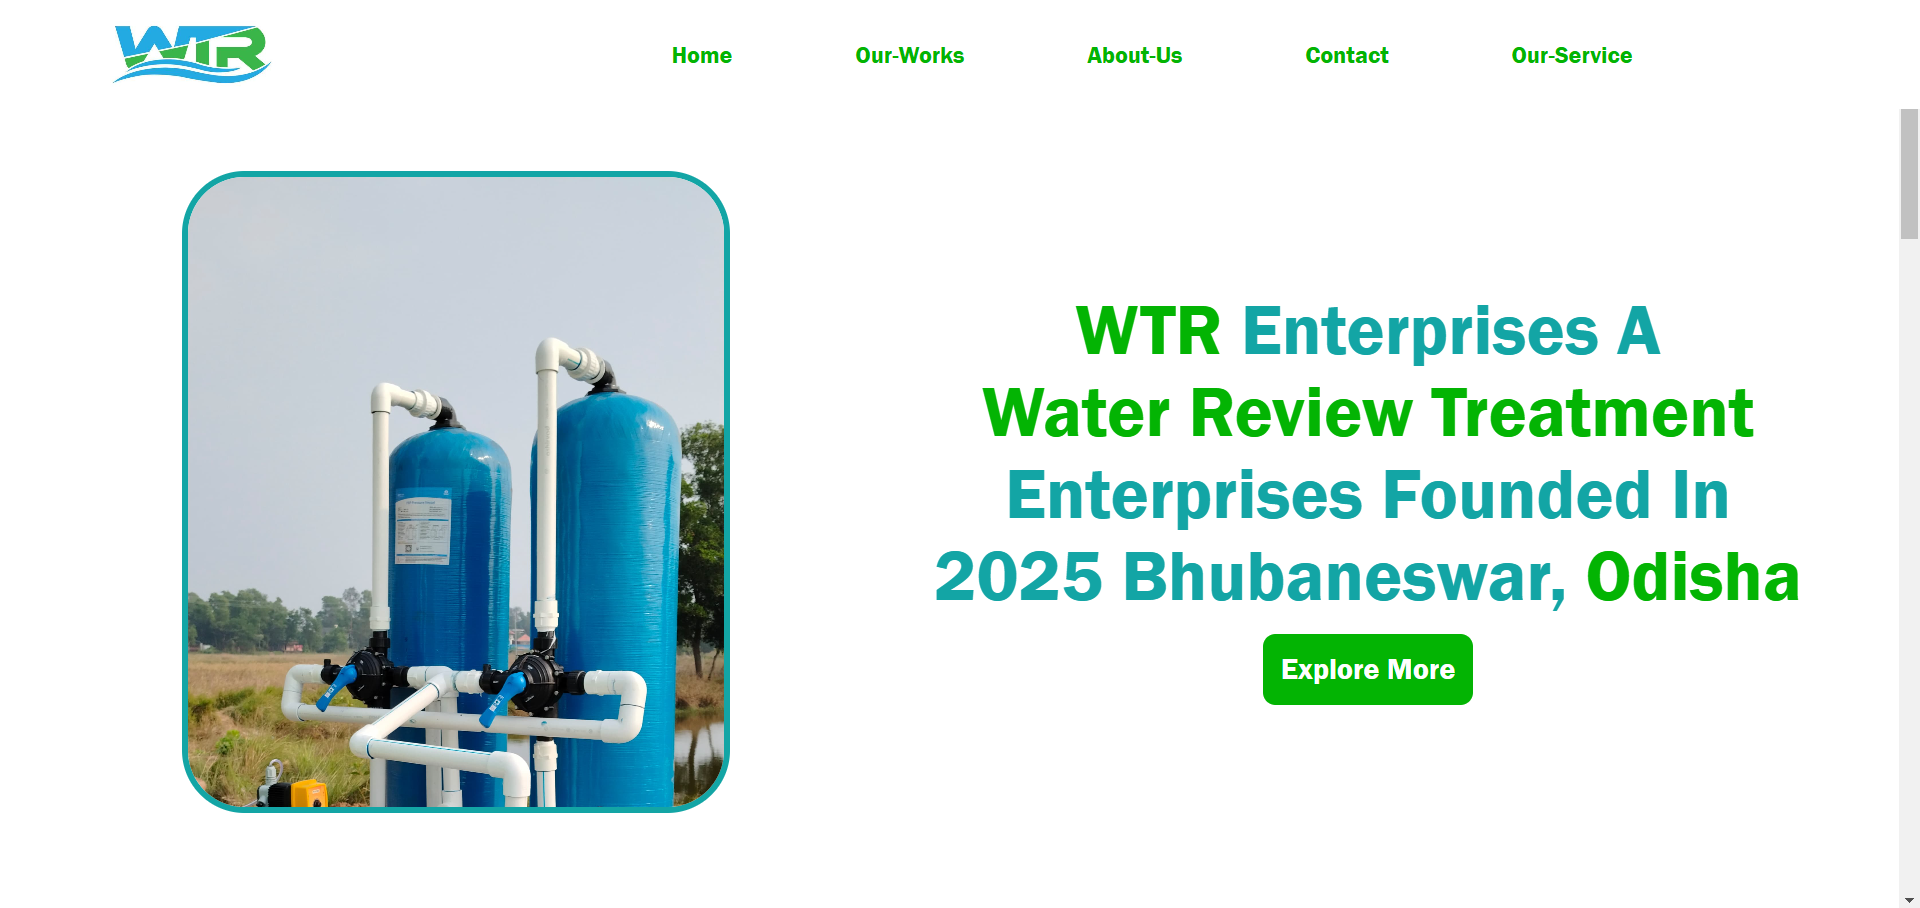 WTR
Home
Our-Works
About-Us
Contact
Our-Service
WTR Enterprises A
Water Review Treatment
Enterprises Founded In
2025 Bhubaneswar, Odisha
Explore More